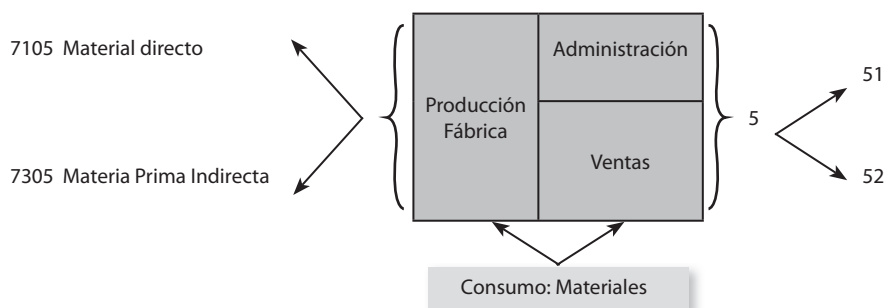 7105 Material directo
7305 Materia Prima Indirecta
Producción
Fábrica
Administración
Ventas
5
51
52
Consumo: Materiales